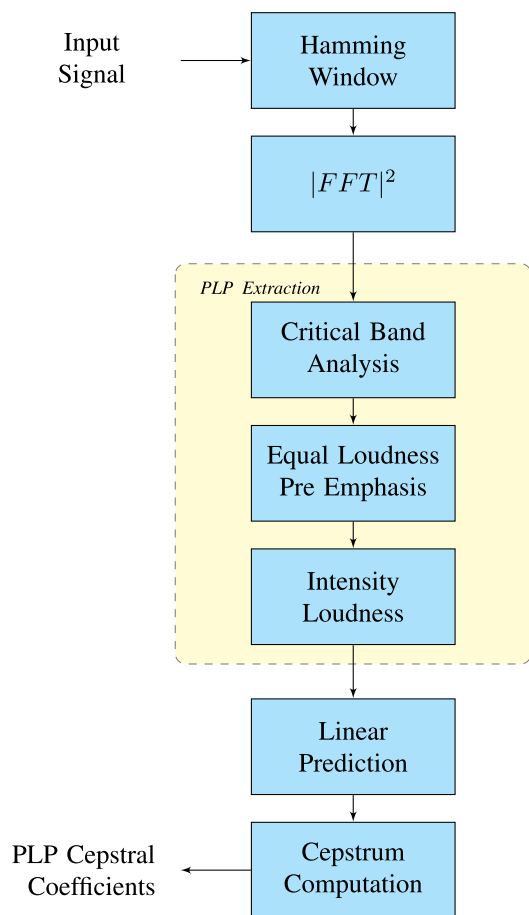 Input
Signal
Hamming
Window
|FFT|²
PLP Extraction
Critical Band
Analysis
Equal Loudness
Pre Emphasis
Intensity
Loudness
Linear
Prediction
PLP Cepstral
Coefficients
Cepstrum
Computation